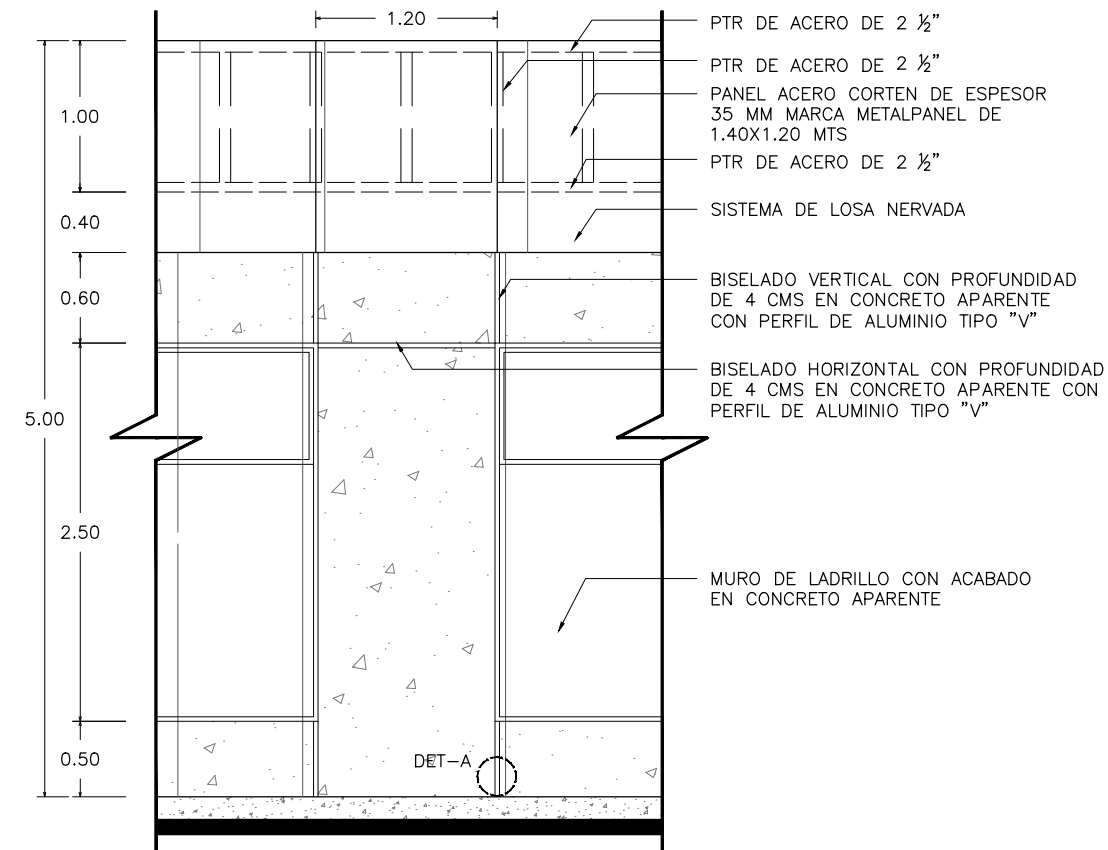 1.20
PTR DE ACERO DE 2 ½”
PTR DE ACERO DE 2 ½”
PANEL ACERO CORTEN DE ESPESOR
35 MM MARCA METALPANEL DE
1.40X1.20 MTS
PTR DE ACERO DE 2 ½”
SISTEMA DE LOSA NERVADA
BISELADO VERTICAL CON PROFUNDIDAD
DE 4 CMS EN CONCRETO APARENTE
CON PERFIL DE ALUMINIO TIPO ”V”
BISELADO HORIZONTAL CON PROFUNDIDAD
DE 4 CMS EN CONCRETO APARENTE CON
PERFIL DE ALUMINIO TIPO ”V”
MURO DE LADRILLO CON ACABADO
EN CONCRETO APARENTE
1.00
0.40
0.60
5.00
2.50
0.50
DET-A